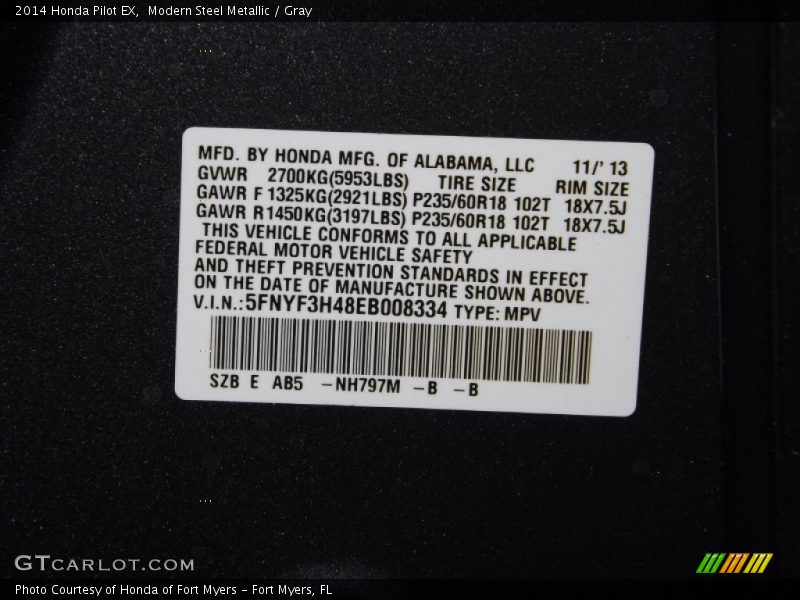 2014 Honda Pilot EX,  Modern Steel Metallic / Gray
MFD. BY HONDA MFG. OF ALABAMA, LLC 11/' 13
GVWR 2700KG(5953LBS) TIRE SIZE RIM SIZE
GAWR F 1325KG(2921LBS) P235/60R18 102T 18X7.5J
GAWR R1450KG(3197LBS) P235/60R18 102T 18X7.5J
THIS VEHICLE CONFORMS TO ALL APPLICABLE
FEDERAL MOTOR VEHICLE SAFETY
AND THEFT PREVENTION STANDARDS IN EFFECT
ON THE DATE OF MANUFACTURE SHOWN ABOVE.
V.I.N.:5FNYF3H48EB008334 TYPE: MPV
SZB E AB5 -NH797M -B -B
GTCARLOT.COM
Photo Courtesy of Honda of Fort Myers - Fort Myers, FL